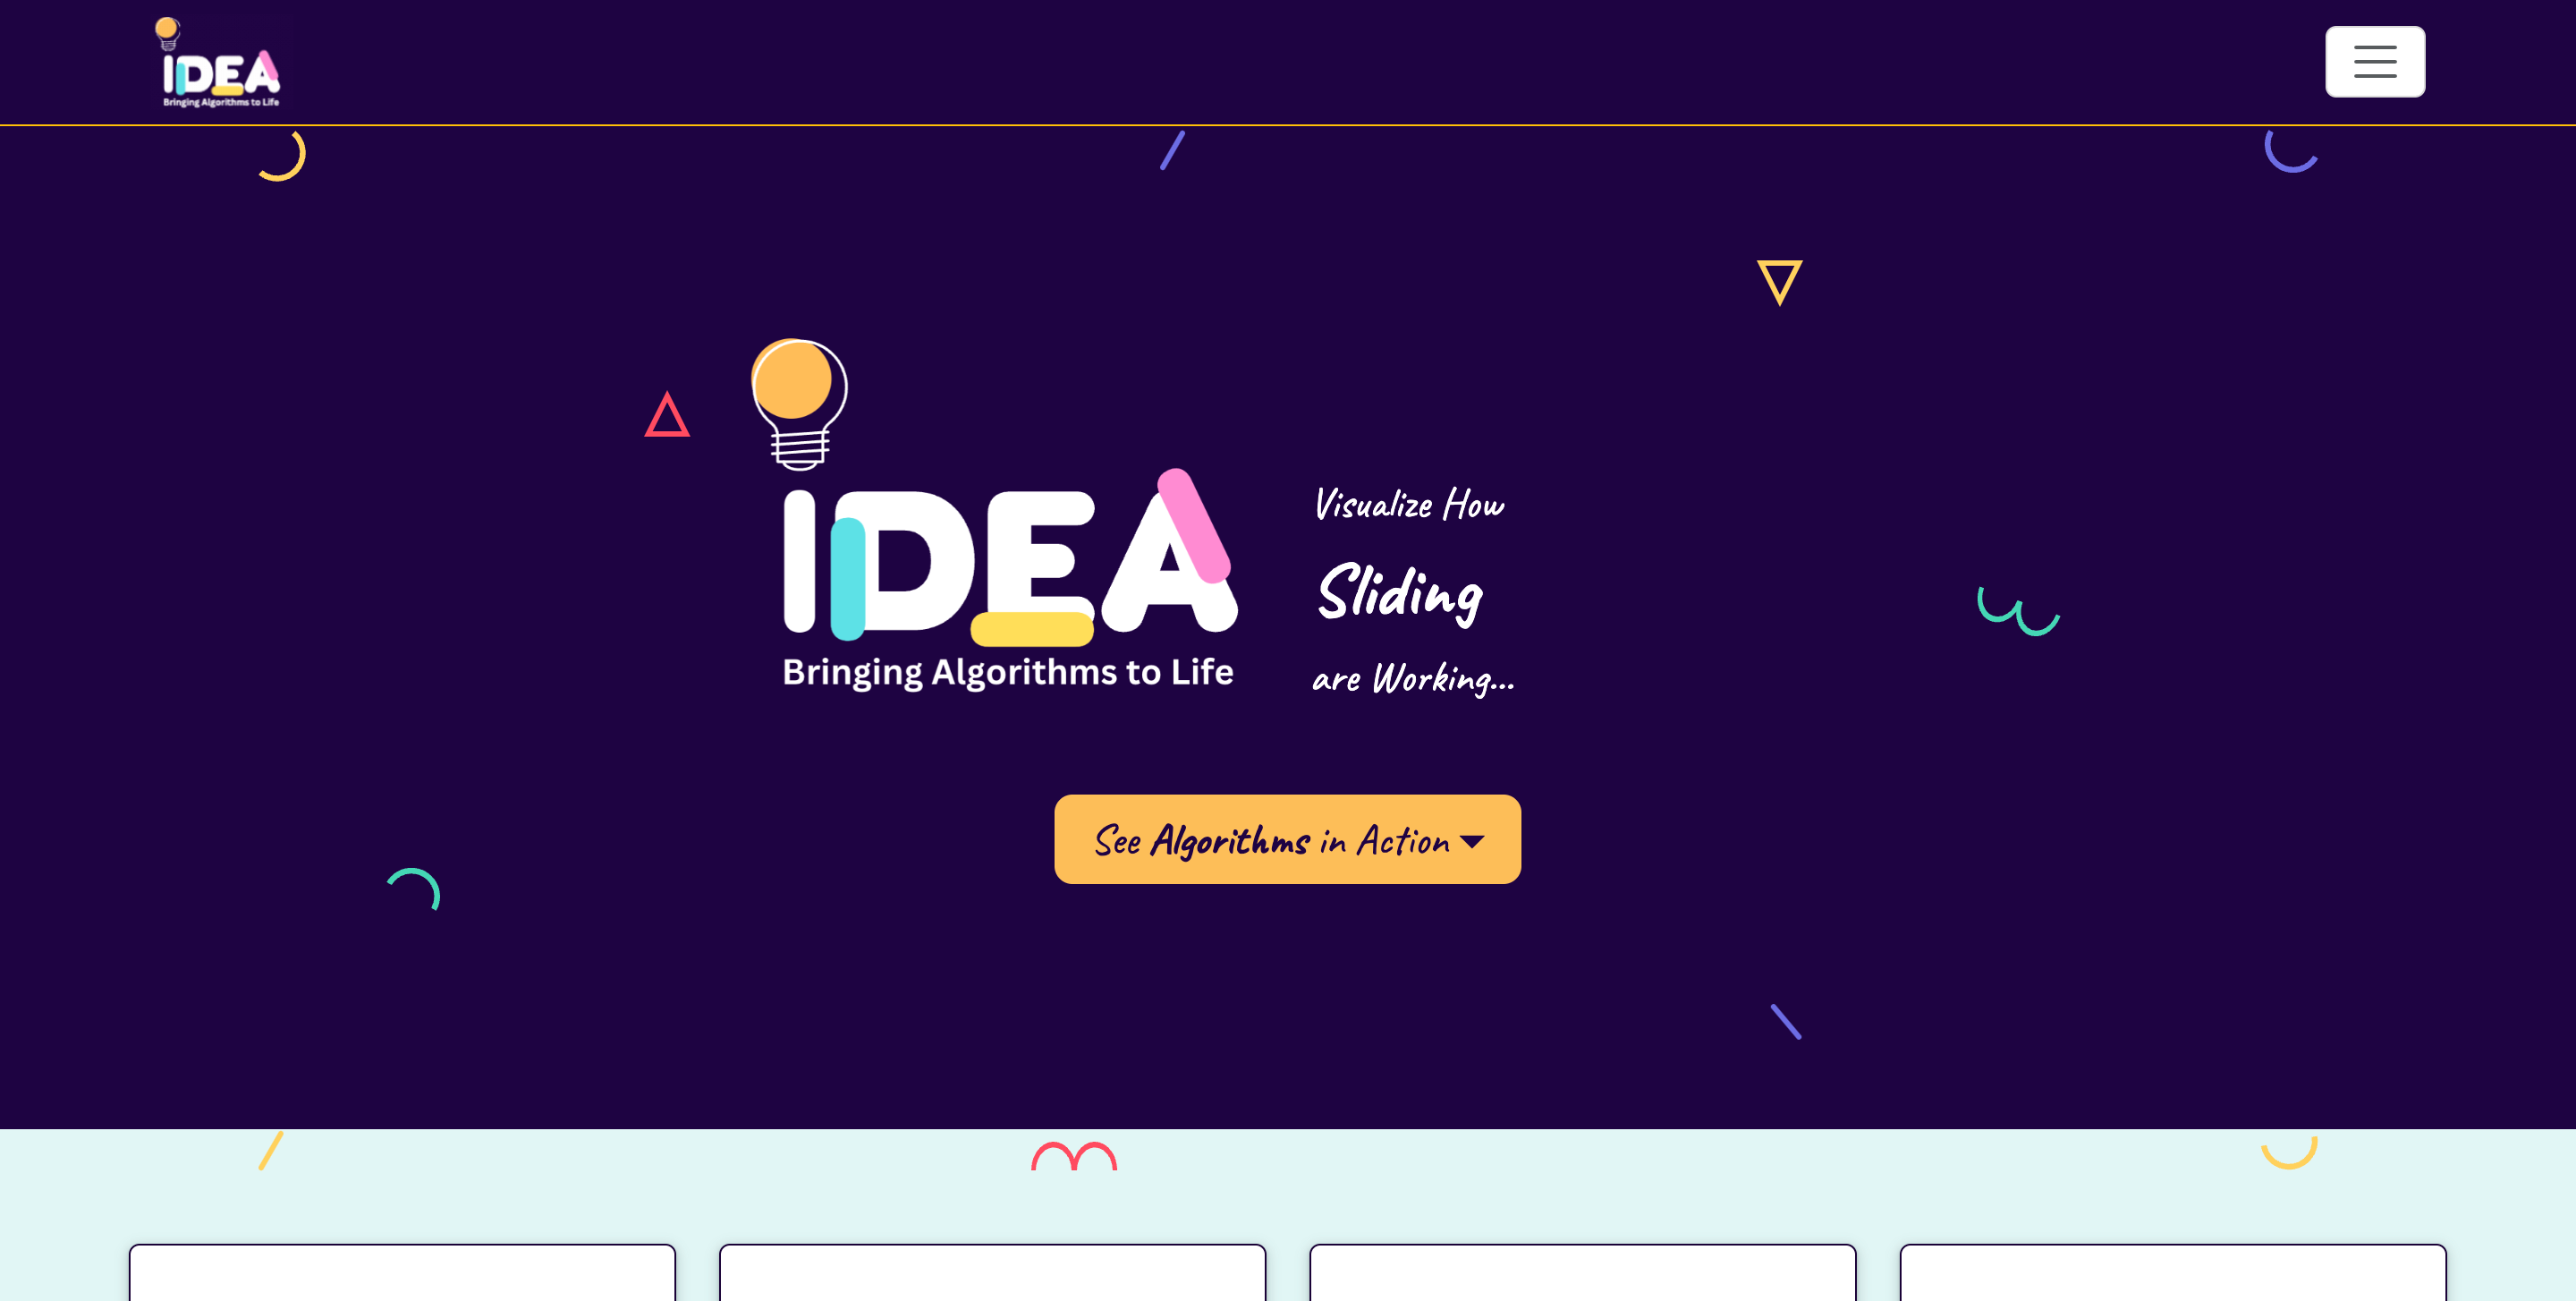 IDEA
Bringing Algorithms to Life
IDEA
Bringing Algorithms to Life
Visualize How
Sliding
are Working...
See Algorithms in Action